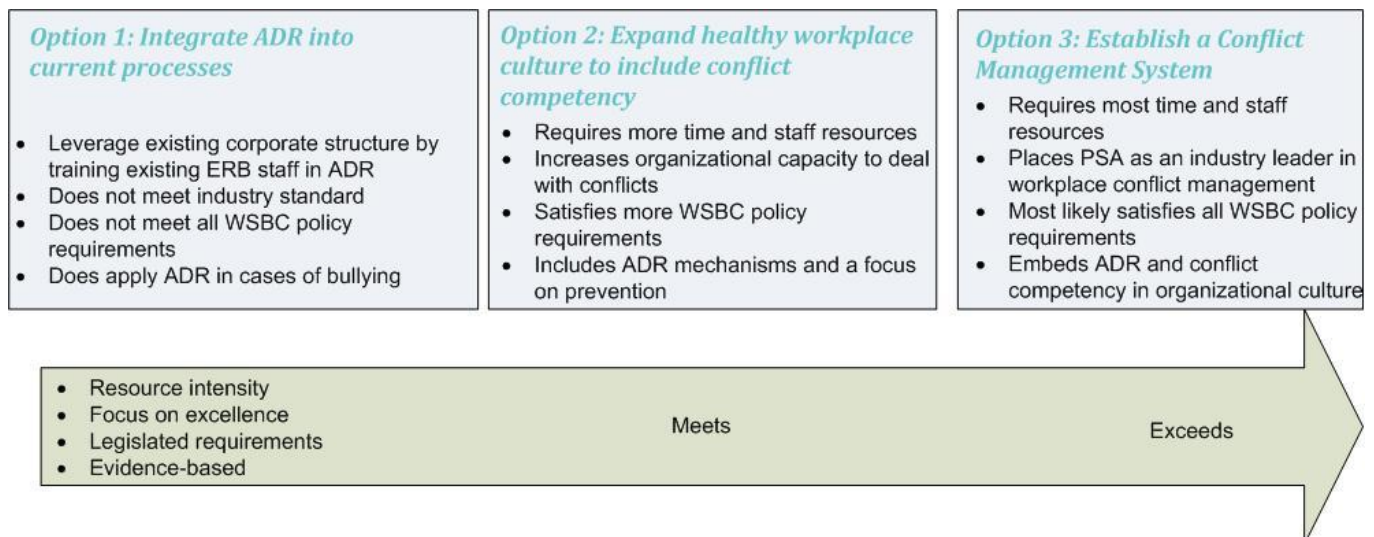 Option 1: Integrate ADR into
current processes
• Leverage existing corporate structure by
training existing ERB staff in ADR
• Does not meet industry standard
• Does not meet all WSBC policy
requirements
• Does apply ADR in cases of bullying
Option 2: Expand healthy workplace
culture to include conflict
competency
• Requires more time and staff resources
• Increases organizational capacity to deal
with conflicts
• Satisfies more WSBC policy
requirements
• Includes ADR mechanisms and a focus
on prevention
Option 3: Establish a Conflict
Management System
• Requires most time and staff
resources
• Places PSA as an industry leader in
workplace conflict management
• Most likely satisfies all WSBC policy
requirements
• Embeds ADR and conflict
competency in organizational culture
• Resource intensity
• Focus on excellence
• Legislated requirements
• Evidence-based
Meets
Exceeds